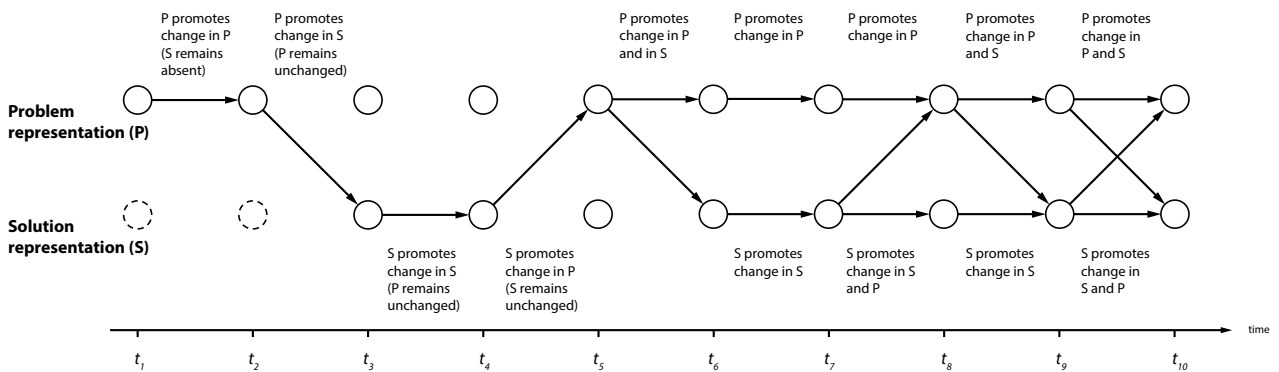 P promotes
change in P
(S remains
absent)
P promotes
change in S
(P remains
unchanged)
P promotes
change in P
and in S
P promotes
change in P
P promotes
change in P
P promotes
change in P
and S
P promotes
change in
P and S
Problem
representation (P)
Solution
representation (S)
S promotes
change in S
(P remains
unchanged)
S promotes
change in P
(S remains
unchanged)
S promotes
change in S
S promotes
change in S
and P
S promotes
change in S
S promotes
change in
S and P
time
t1
t2
t3
t4
t5
t6
t7
t8
t9
t10